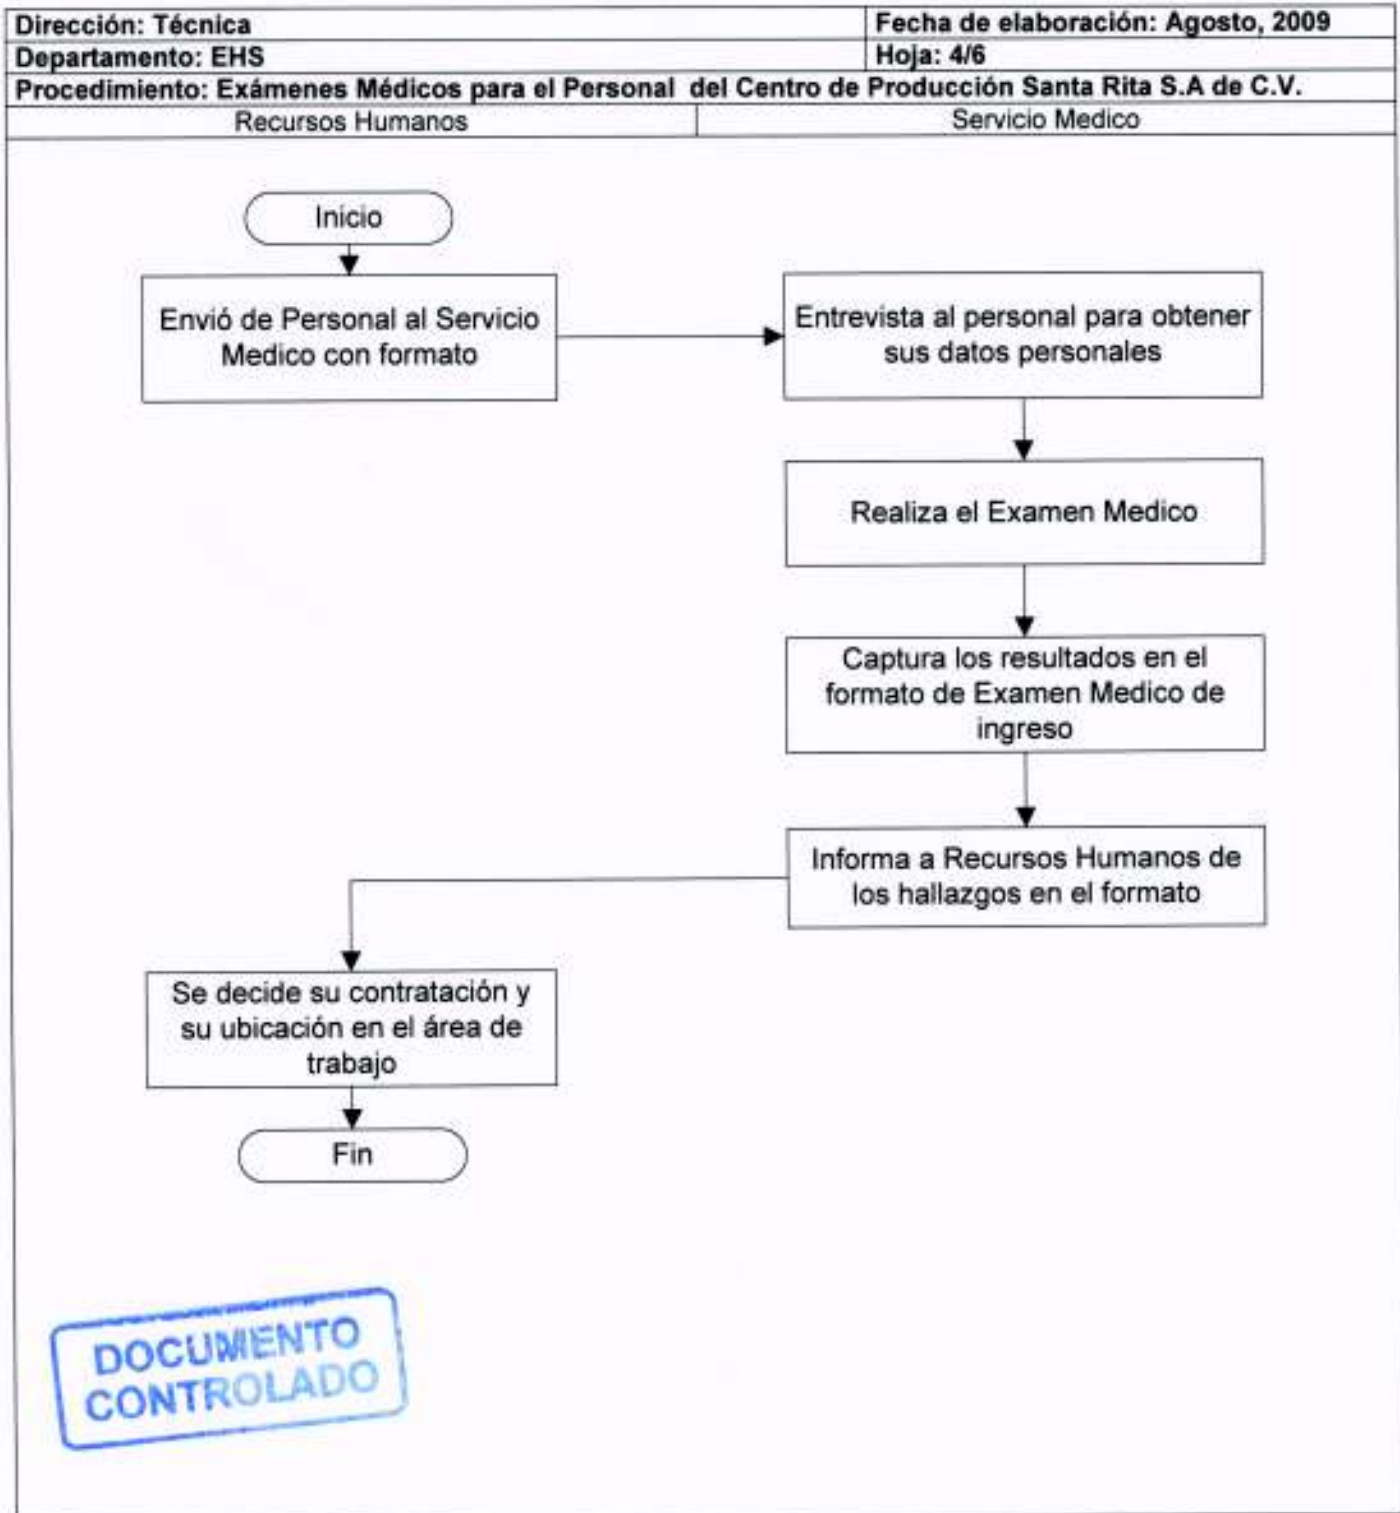 Dirección: Técnica
Fecha de elaboración: Agosto, 2009
Departamento: EHS
Hoja: 4/6
Procedimiento: Exámenes Médicos para el Personal del Centro de Producción Santa Rita S.A de C.V.
Recursos Humanos
Servicio Medico
Inicio
Envió de Personal al Servicio
Medico con formato
Entrevista al personal para obtener
sus datos personales
Realiza el Examen Medico
Captura los resultados en el
formato de Examen Medico de
ingreso
Informa a Recursos Humanos de
los hallazgos en el formato
Se decide su contratación y
su ubicación en el área de
trabajo
Fin
DOCUMENTO
CONTROLADO